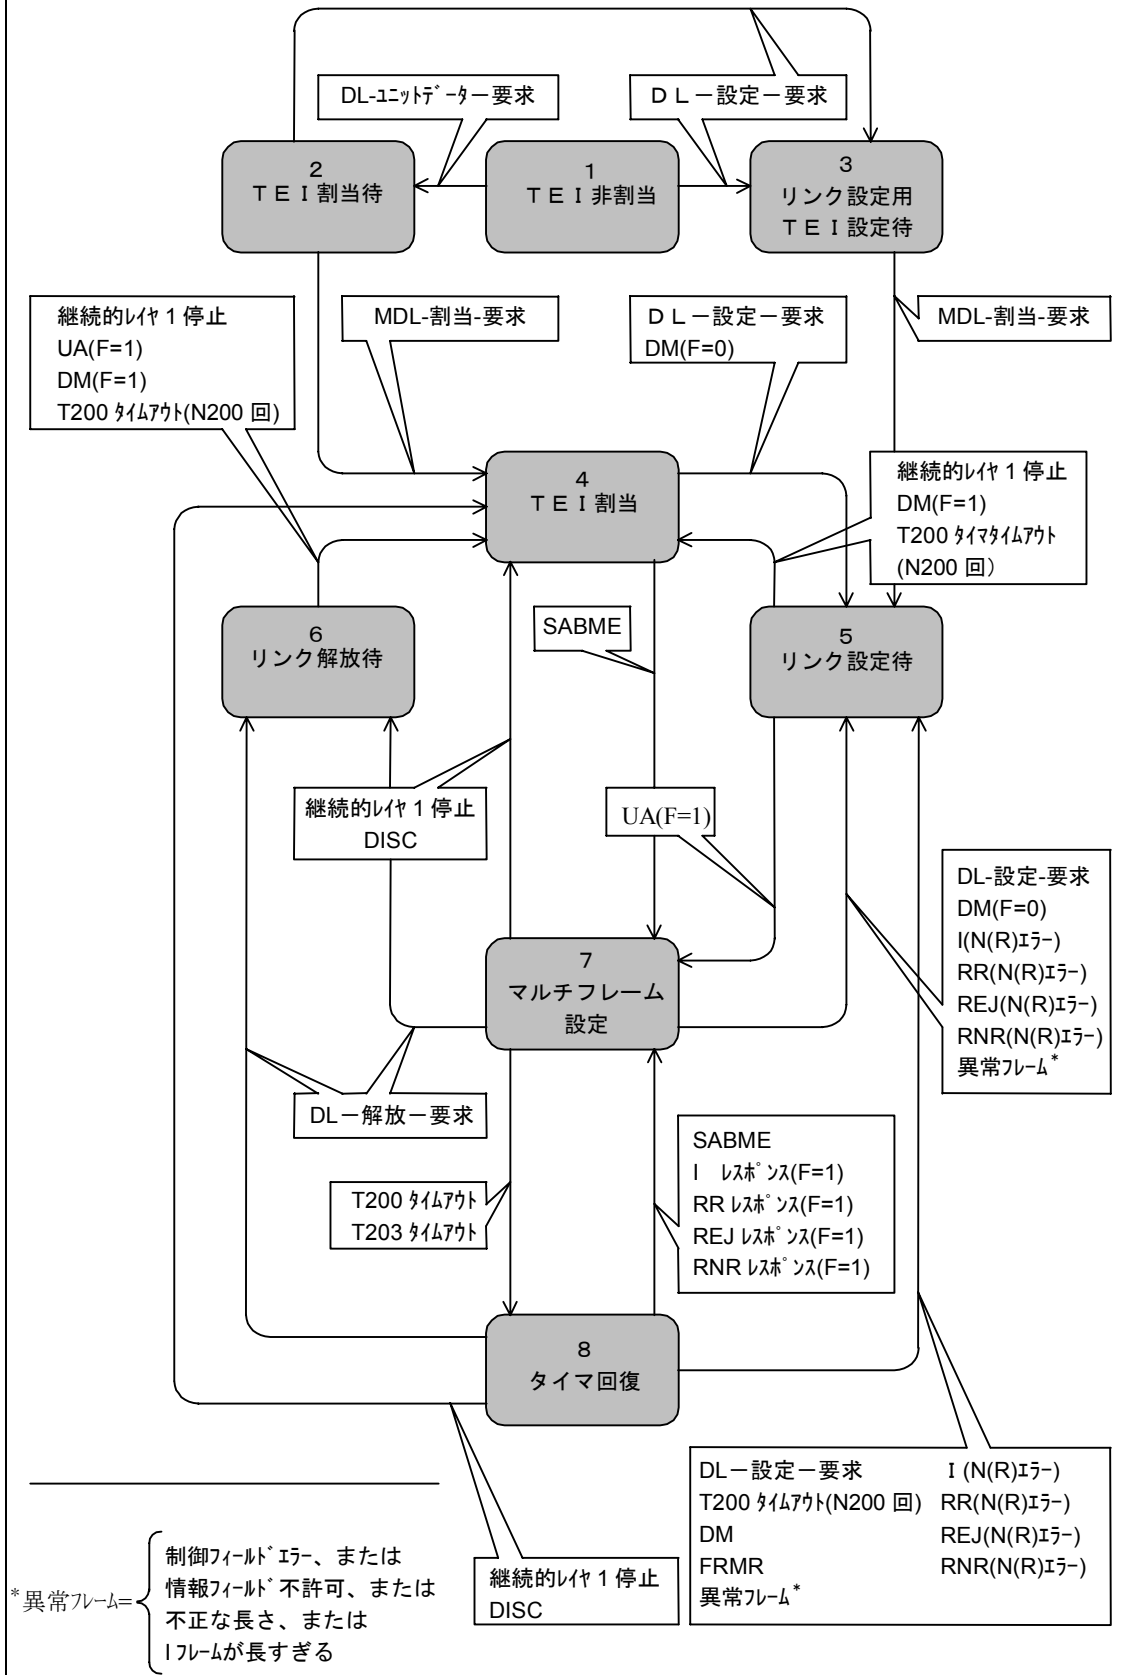 DL-ﾕﾆｯﾄﾃﾞｰﾀｰ要求
ＤＬ－設定－要求
2
ＴＥＩ割当待
1
ＴＥＩ非割当
3
リンク設定用
ＴＥＩ設定待
継続的ﾚｲﾔ 1 停止
UA(F=1)
DM(F=1)
T200 ﾀｲﾑｱｳﾄ(N200 回)
MDL-割当-要求
ＤＬ－設定－要求
DM(F=0)
MDL-割当-要求
4
ＴＥＩ割当
継続的ﾚｲﾔ 1 停止
DM(F=1)
T200 ﾀｲﾏﾀｲﾑｱｳﾄ
(N200 回）
SABME
6
リンク解放待
5
リンク設定待
継続的ﾚｲﾔ 1 停止
DISC
UA(F=1)
DL-設定-要求
DM(F=0)
I(N(R)ｴﾗｰ)
RR(N(R)ｴﾗｰ)
REJ(N(R)ｴﾗｰ)
RNR(N(R)ｴﾗｰ)
異常ﾌﾚｰﾑ*
7
マルチフレーム
設定
DL－解放－要求
SABME
I ﾚｽﾎﾟﾝｽ(F=1)
RR ﾚｽﾎﾟﾝｽ(F=1)
REJ ﾚｽﾎﾟﾝｽ(F=1)
RNR ﾚｽﾎﾟﾝｽ(F=1)
T200 ﾀｲﾑｱｳﾄ
T203 ﾀｲﾑｱｳﾄ
8
タイマ回復
DL－設定－要求 I (N(R)ｴﾗｰ)
T200 ﾀｲﾑｱｳﾄ(N200 回) RR(N(R)ｴﾗｰ)
DM REJ(N(R)ｴﾗｰ)
FRMR RNR(N(R)ｴﾗｰ)
異常ﾌﾚｰﾑ*
継続的ﾚｲﾔ 1 停止
DISC
*異常ﾌﾚｰﾑ=
制御ﾌｨｰﾙﾄﾞｴﾗｰ、または
情報ﾌｨｰﾙﾄﾞ不許可、または
不正な長さ、または
I ﾌﾚｰﾑが長すぎる